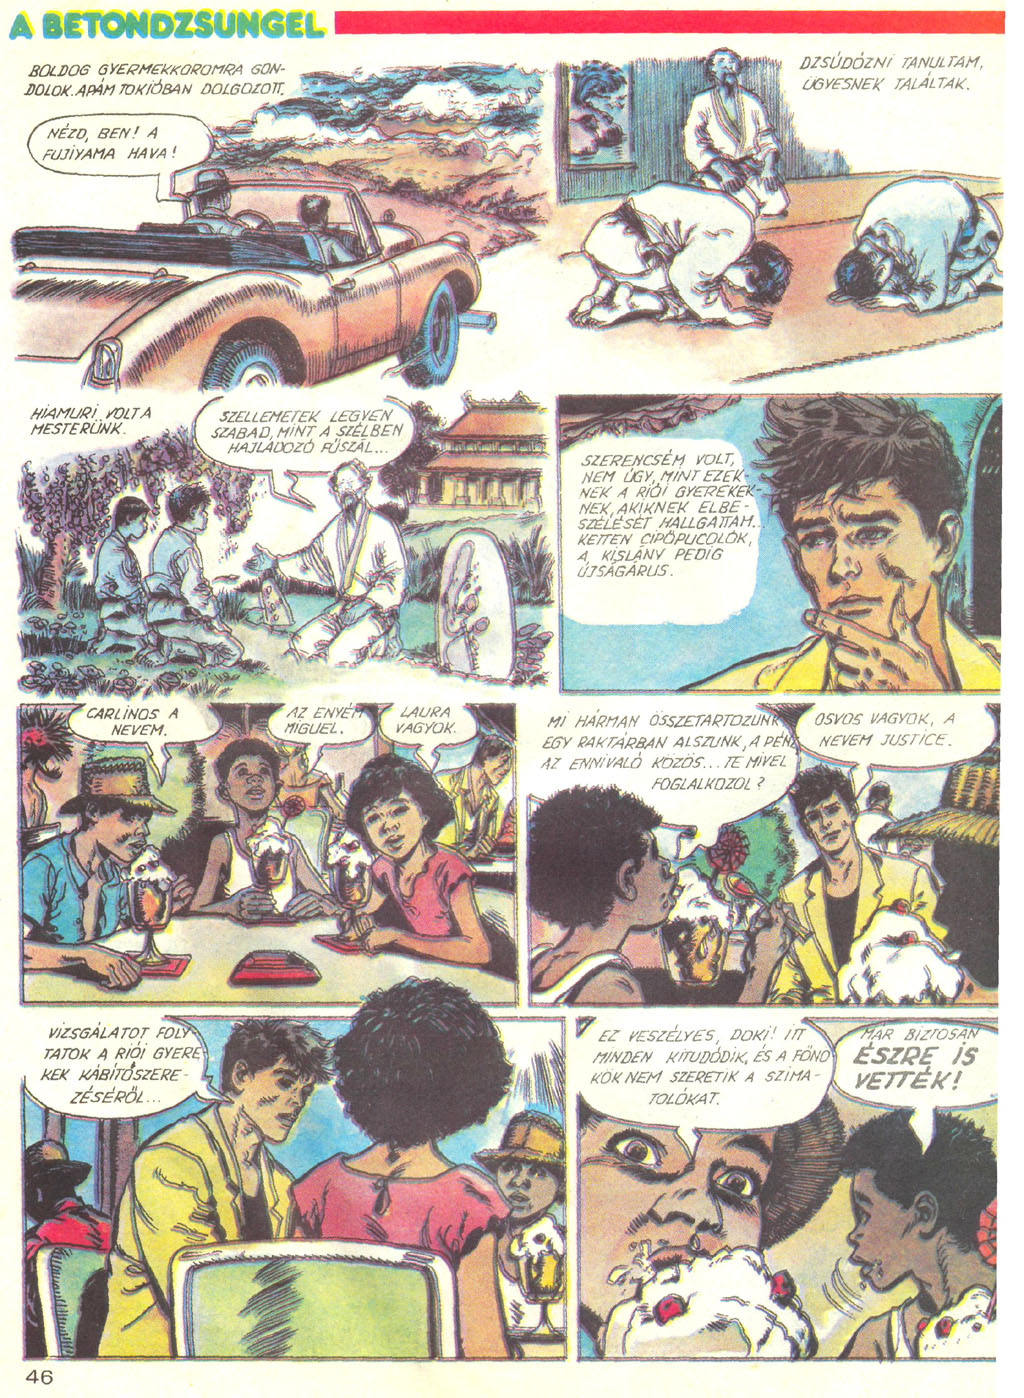 A BETONDZSUNGEL
BOLDOG GYERMEKKOROMRA GON-
DOLOK. APÁM TOKIÓBAN DOLGOZOTT.
NÉZD, BEN! A
FUJIYAMA HAVA!
DZSÚDÓZNI TANULTAM,
ÜGYESNEK TALÁLTAK.
HIAMURI VOLT A
MESTERÜNK.
SZELLEMETEK LEGYEN
SZABAD, MINT A SZÉLBEN
HAJLADOZÓ FŰSZÁL...
SZERENCSÉM VOLT,
NEM ÚGY, MINT EZEK-
NEK A RIÓI GYEREKEK-
NEK, AKIKNEK ELBE-
SZÉLÉSÉT HALLGATTAM...
KETTEN CIPŐPUCOLÓK,
A KISLÁNY PEDIG
ÚJSÁGÁRUS.
CARLINOS A
NEVEM.
AZ ENYÉM
MIGUEL.
LAURA
VAGYOK.
MI HÁRMAN ÖSSZETARTOZUNK
EGY RAKTÁRBAN ALSZUNK, A PÉNZ
AZ ENNIVALÓ KÖZÖS... TE MIVEL
FOGLALKOZOL?
OSVOS VAGYOK, A
NEVEM JUSTICE.
VIZSGÁLATOT FOLY-
TATOK A RIÓI GYERE-
KEK KÁBÍTÓSZERE-
ZÉSÉRŐL...
EZ VESZÉLYES, DOKI! ITT
MINDEN KITUDÓDIK, ÉS A FŐNÖ-
KÖK NEM SZERETIK A SZIMA-
TOLÓKAT.
MÁR BIZTOSAN
ÉSZRE IS
VETTÉK!
46